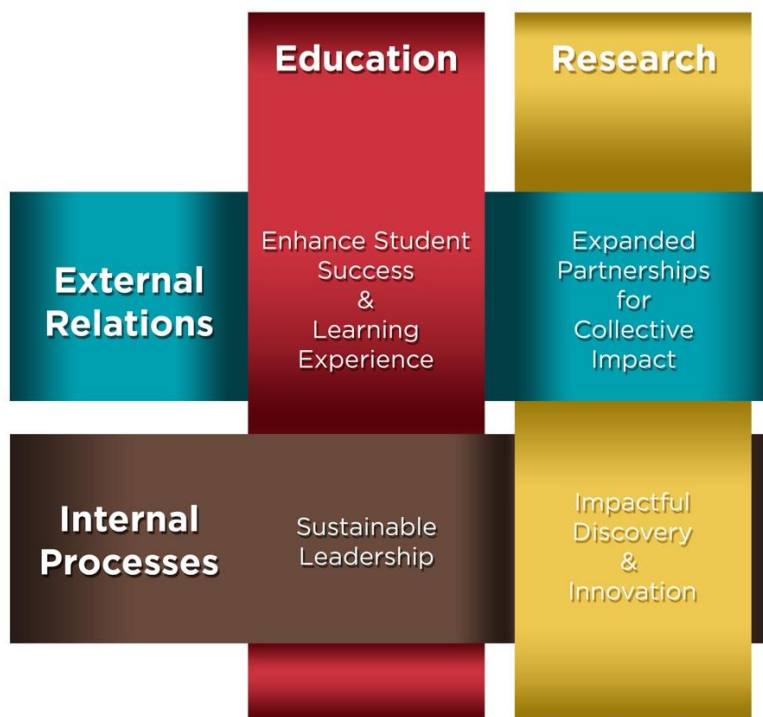 Education
Research
External
Relations
Enhance Student
Success
&
Learning
Experience
Expanded
Partnerships
for
Collective
Impact
Internal
Processes
Sustainable
Leadership
Impactful
Discovery
&
Innovation